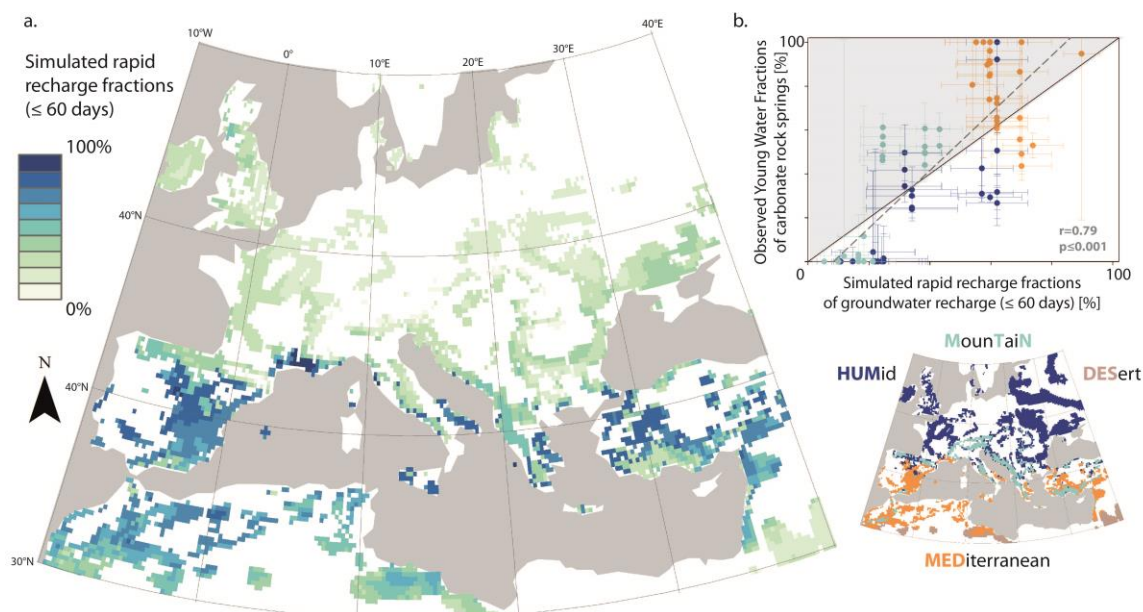 a.
Simulated rapid
recharge fractions
(≤ 60 days)
100%
0%
N
10°W
0°
10°E
20°E
30°E
40°E
40°N
40°N
30°N
b.
Observed Young Water Fractions
of carbonate rock springs [%]
100
r=0.79
p≤0.001
0
100
Simulated rapid recharge fractions
of groundwater recharge (≤ 60 days) [%]
MounTaiN
HUMid
DESert
MEDiterranean